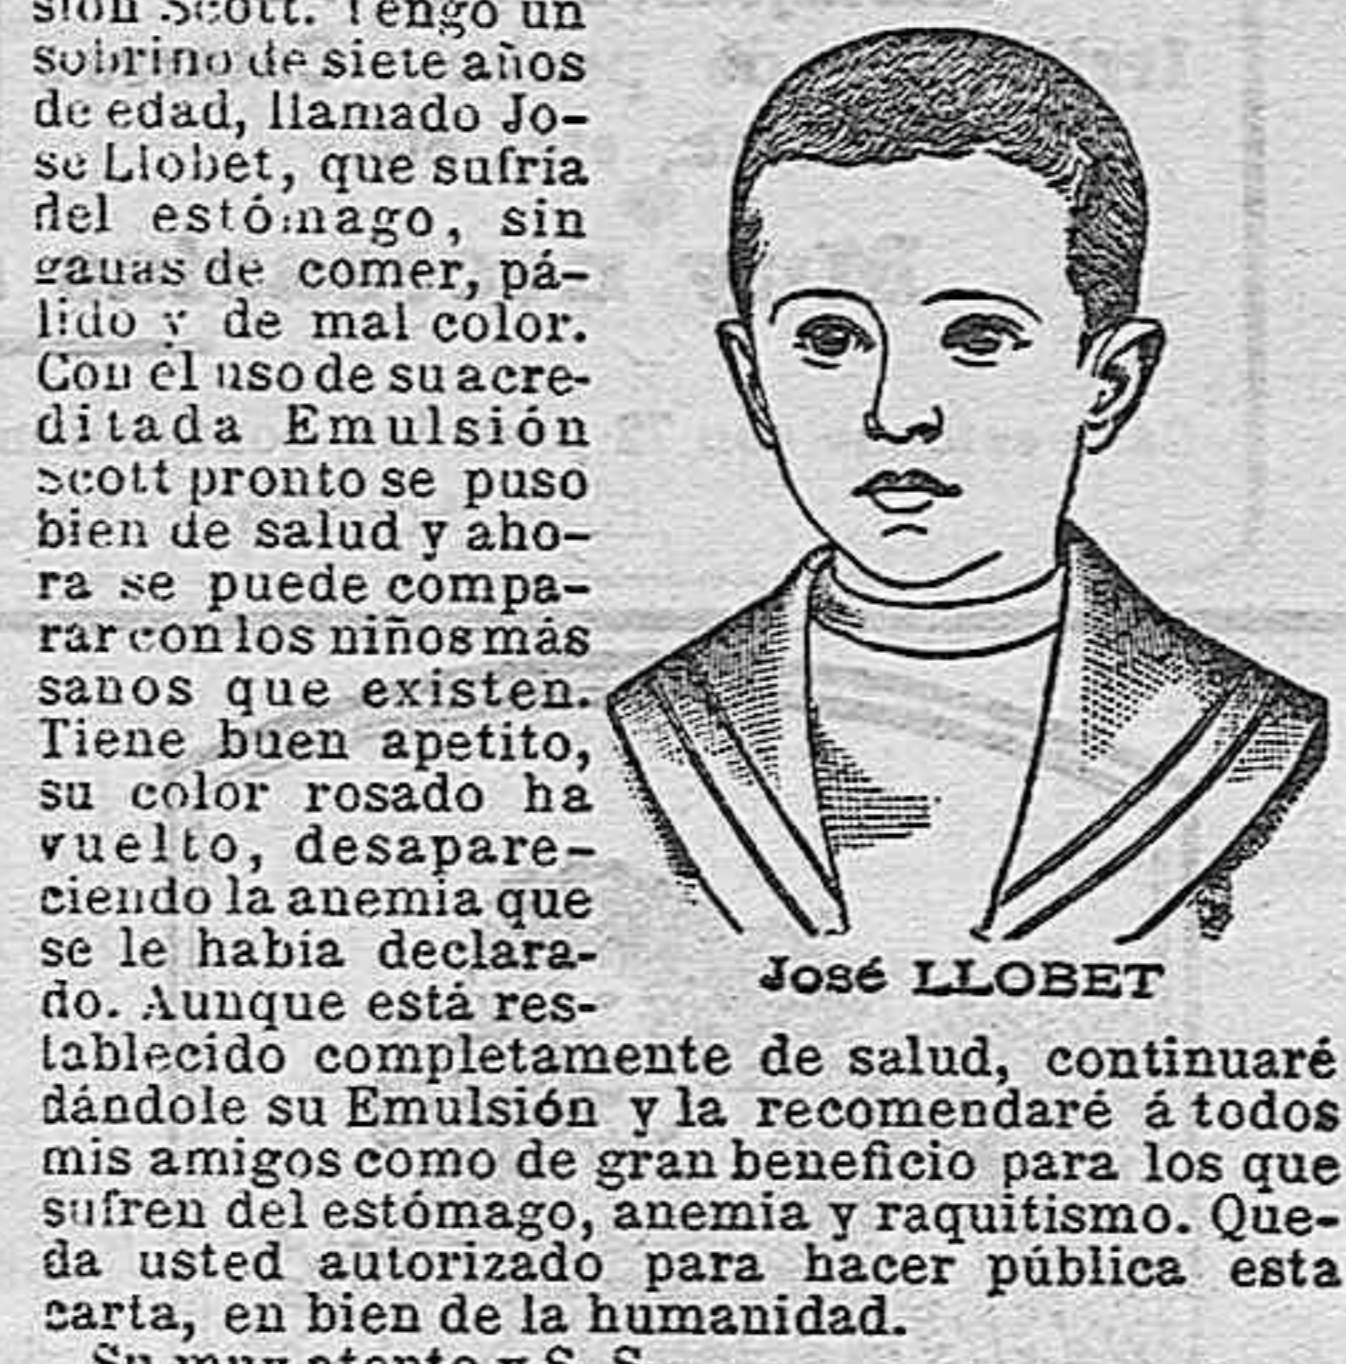 sión Scott. Tengo un
sobrino de siete años
de edad, llamado Jo-
se Llobet, que sufría
del estómago, sin
ganas de comer, pá-
lido y de mal color.
Con el uso de su acre-
ditada Emulsión
Scott pronto se puso
bien de salud y aho-
ra se puede compa-
rar con los niños más
sanos que existen.
Tiene buen apetito,
su color rosado ha
vuelto, desapare-
ciendo la anemia que
se le había declara-
do. Aunque está res-
tablecido completamente de salud, continuaré
dándole su Emulsión y la recomendaré á todos
mis amigos como de gran beneficio para los que
sufren del estómago, anemia y raquitismo. Que-
da usted autorizado para hacer pública esta
carta, en bien de la humanidad.
Su muy atento y S. S.
José LLOBET